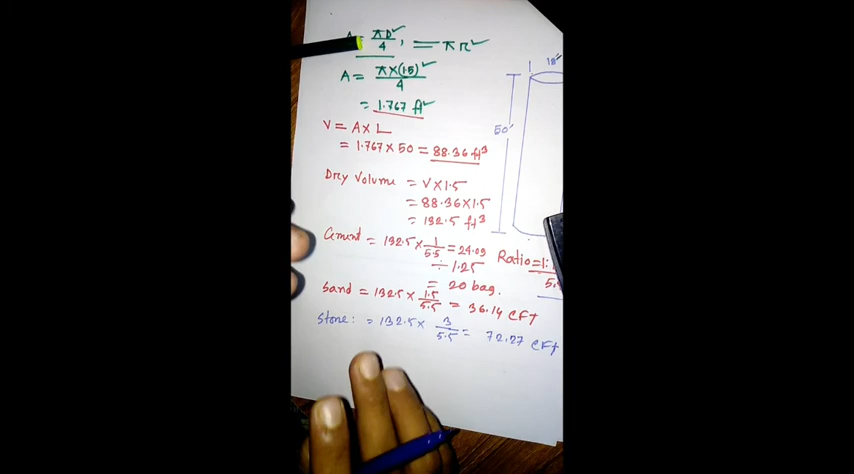 A = πD²/4, = πr²
A = π×(1.5)²/4
= 1.767 ft²
V = A×L
= 1.767×50 = 88.36 ft³
Dry Volume = V×1.5
= 88.36×1.5
= 132.5 ft³
Cement = 132.5×1/5.5 = 24.09
÷ 1.25
= 20 bag.
Sand = 132.5×1.5/5.5 = 36.14 CFT
Stone: = 132.5×3/5.5 = 72.27 CFT
18"
50'
Ratio = 1:
5.